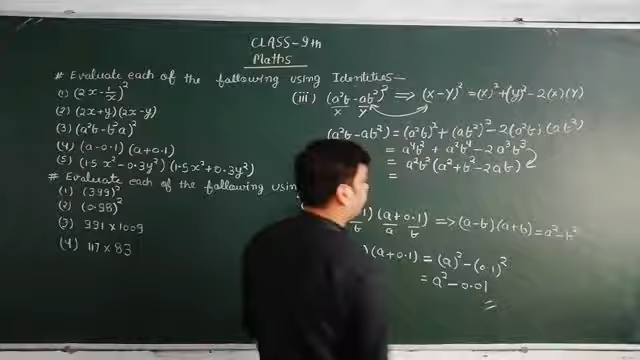 CLASS-9th
Maths
# Evaluate each of the following using Identities-
(1) (2x - 1/x)²
(2) (2x+y)(2x-y)
(3) (a²b - b²a)²
(4) (a-0.1) (a+0.1)
(5) (1.5x² - 0.3y²) (1.5x² + 0.3y²)
# Evaluate each of the following usin
(1) (399)²
(2) (0.98)²
(3) 991 × 1009
(4) 117 × 83
(iii) (a²b - ab²)² ⟹ (x-y)² = (x)² + (y)² - 2(x)(y)
x y
(a²b - ab²) = (a²b)² + (ab²)² - 2(a²b)(ab²)
= a⁴b² + a²b⁴ - 2a³b³
= a²b² (a² + b² - 2ab)
=
1) (a+0.1) ⟹ (a-b)(a+b) = a² - b²
b a b
)(a+0.1) = (a)² - (0.1)²
= a² - 0.01